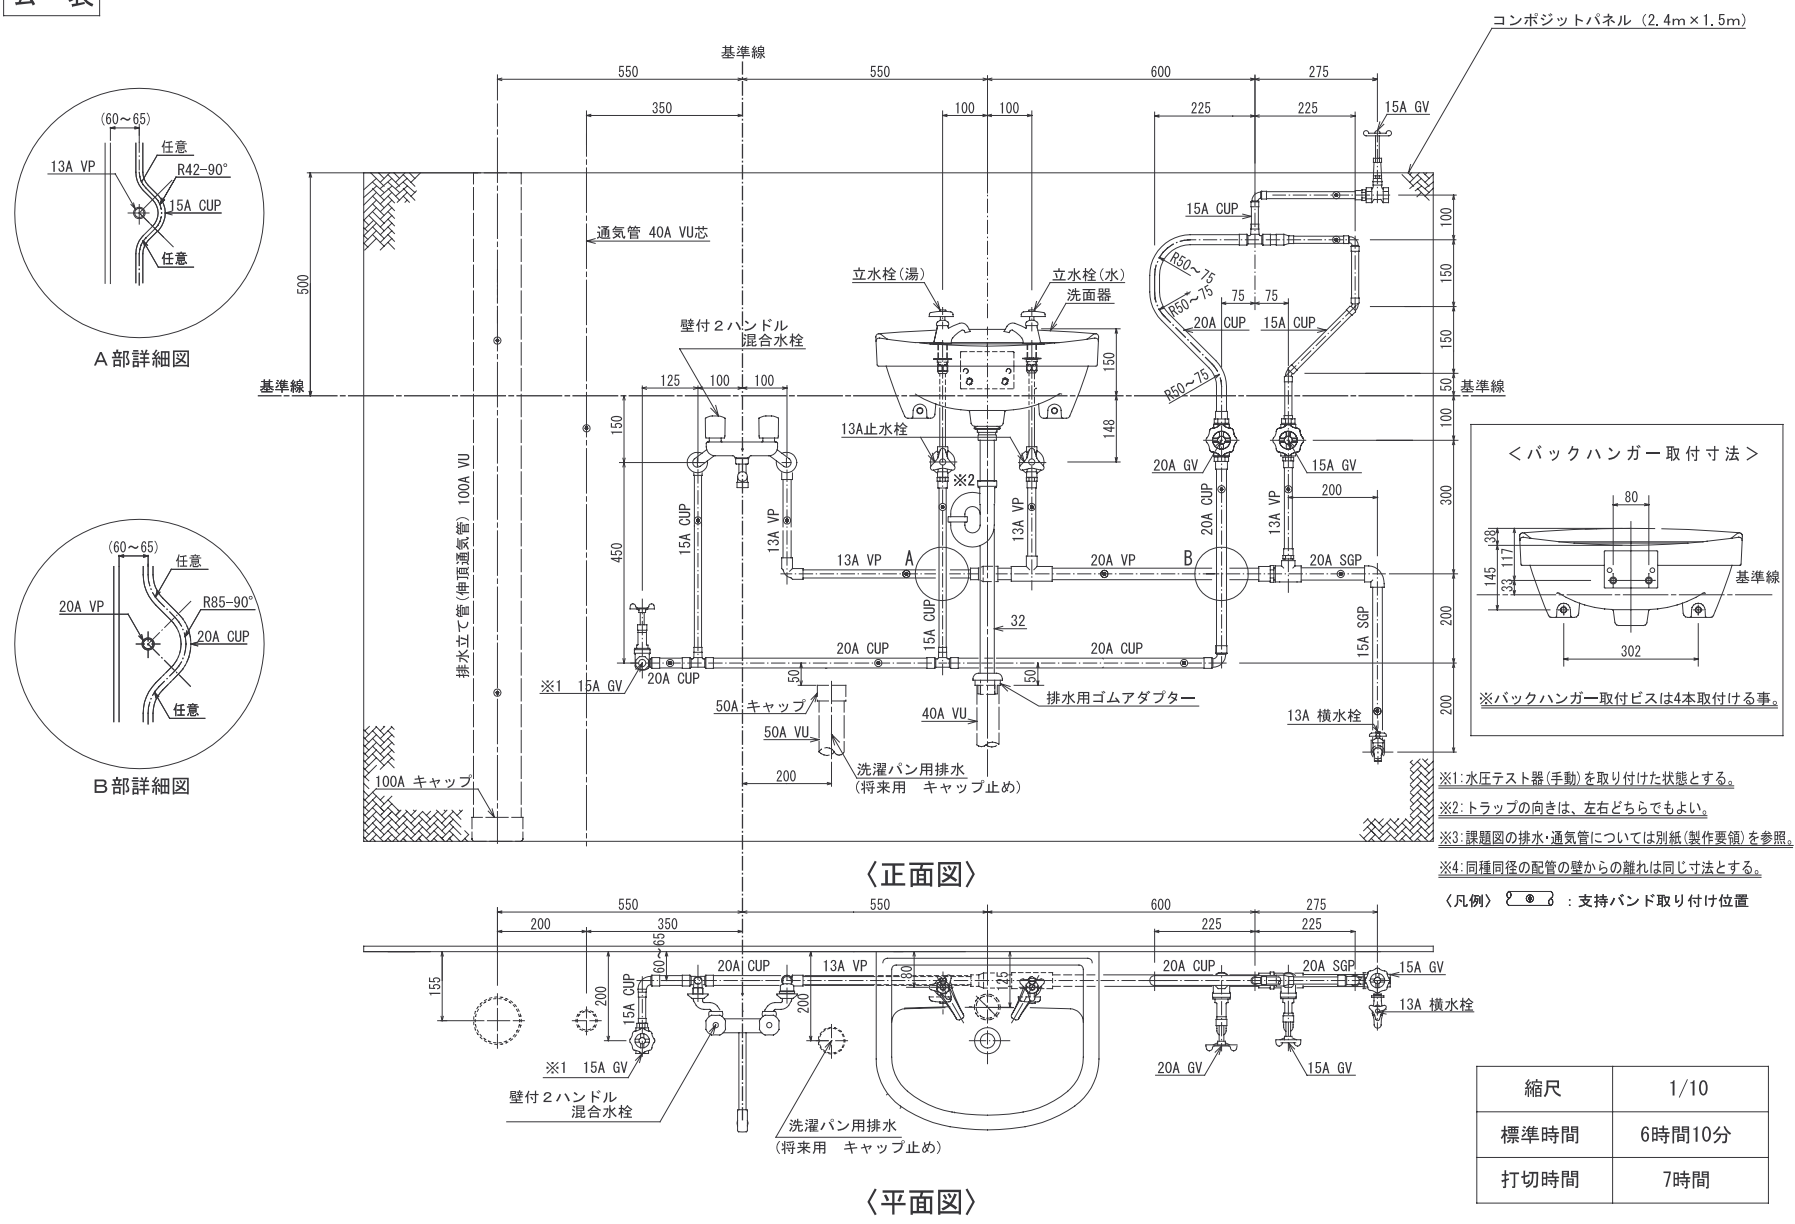 コンポジットパネル（2.4m×1.5m）
基準線
550
550
600
275
350
100
100
225
225
15A GV
(60～65)
任意
13A VP
R42-90°
15A CUP
任意
A部詳細図
500
通気管 40A VU芯
15A CUP
100
150
150
50
100
300
200
200
立水栓(湯)
立水栓(水)
洗面器
R50～75
R50～75
R50～75
75
75
20A CUP
15A CUP
壁付２ハンドル
混合水栓
150
148
基準線
基準線
125
100
100
150
450
13A止水栓
20A GV
15A GV
200
※2
15A CUP
13A VP
13A VP
20A CUP
13A VP
13A VP
A
20A VP
B
20A SGP
15A CUP
15A SGP
32
排水立て管(伸頂通気管) 100A VU
20A CUP
20A CUP
20A CUP
※1 15A GV
50
50
50A キャップ
50A VU
40A VU
排水用ゴムアダプター
13A 横水栓
洗濯パン用排水
(将来用　キャップ止め)
200
100A キャップ
(60～65)
任意
20A VP
R85-90°
20A CUP
任意
B部詳細図
＜バックハンガー取付寸法＞
80
38
117
145
33
基準線
302
※バックハンガー取付ビスは4本取付ける事。
※1:水圧テスト器(手動)を取り付けた状態とする。
※2:トラップの向きは、左右どちらでもよい。
※3:課題図の排水・通気管については別紙(製作要領)を参照。
※4:同種同径の配管の壁からの離れは同じ寸法とする。
〈凡例〉 ：支持バンド取り付け位置
〈正面図〉
550
550
600
275
200
350
225
225
155
200
60～65
15A CUP
20A CUP
13A VP
200
80
125
20A CUP
20A SGP
15A GV
13A 横水栓
※1 15A GV
20A GV
15A GV
壁付２ハンドル
混合水栓
洗濯パン用排水
(将来用　キャップ止め)
〈平面図〉
縮尺 1/10
標準時間 6時間10分
打切時間 7時間